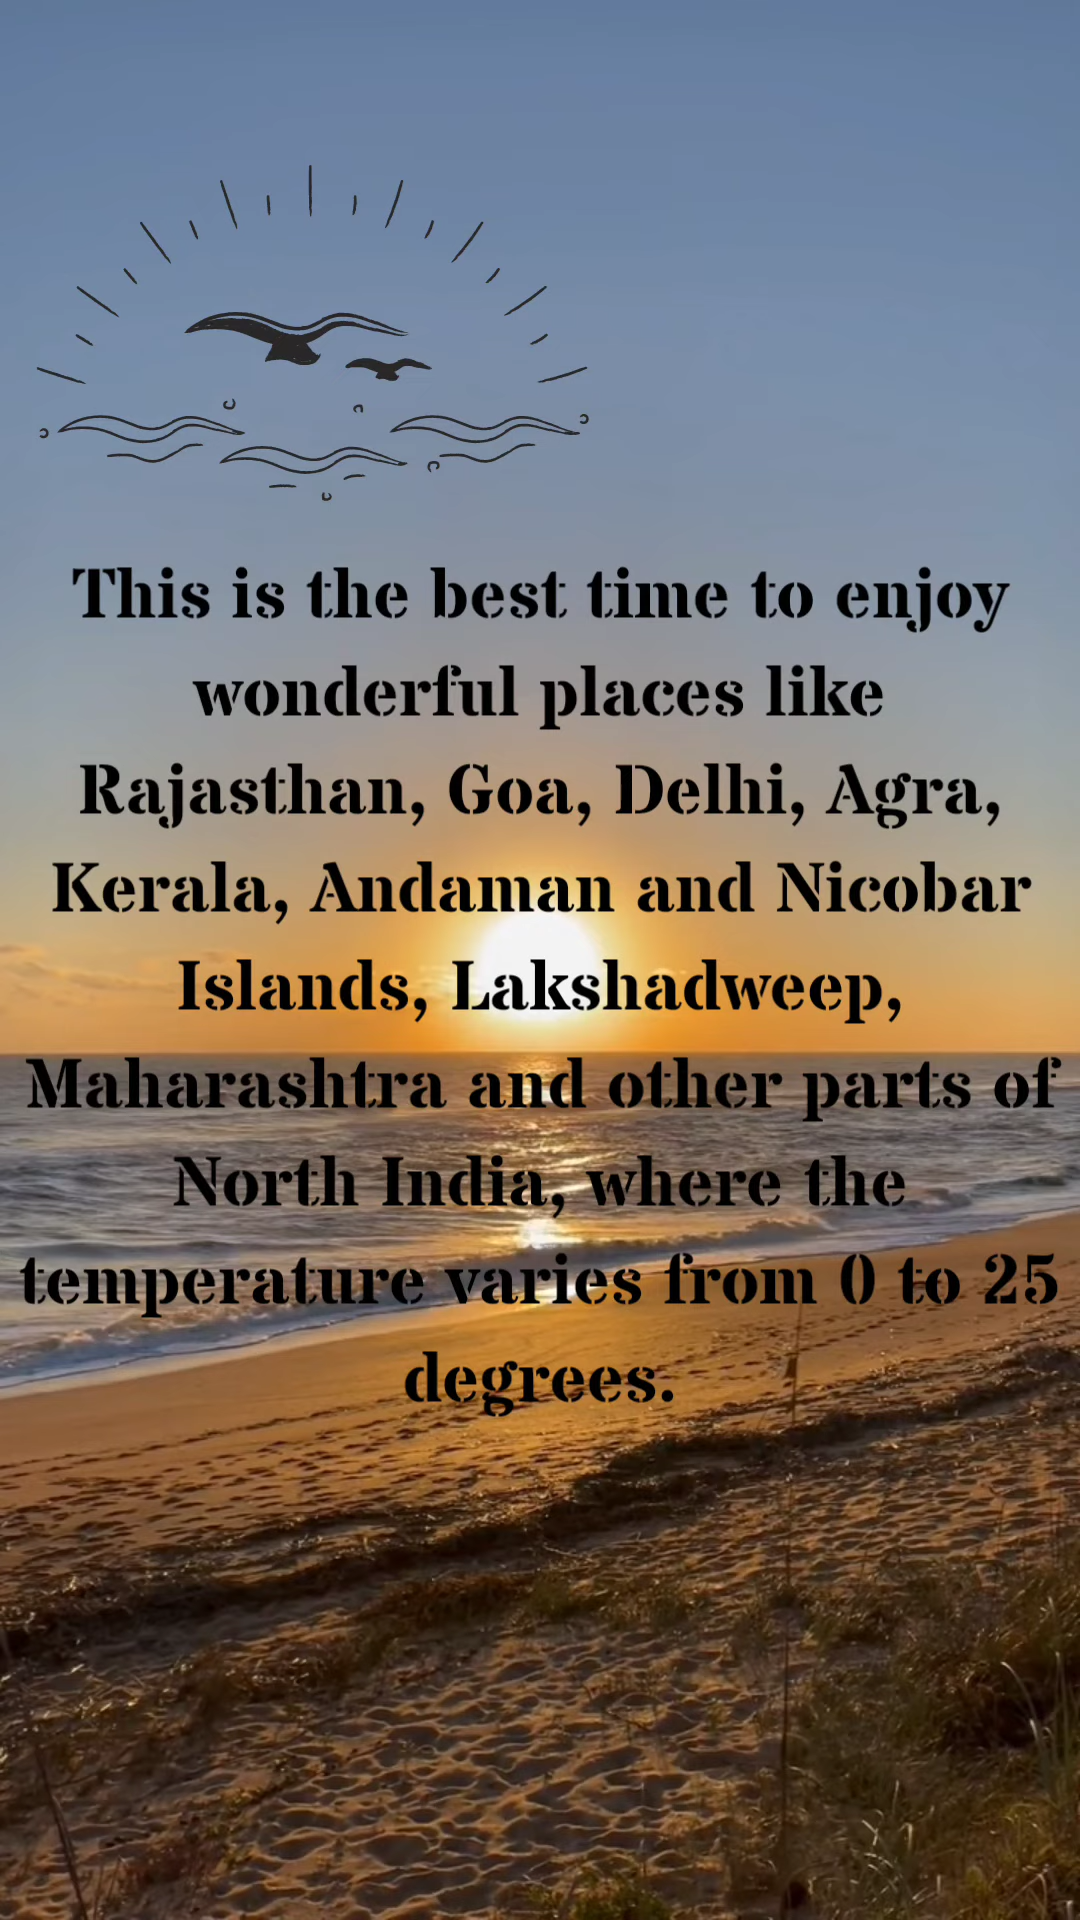 This is the best time to enjoy
wonderful places like
Rajasthan, Goa, Delhi, Agra,
Kerala, Andaman and Nicobar
Islands, Lakshadweep,
Maharashtra and other parts of
North India, where the
temperature varies from 0 to 25
degrees.